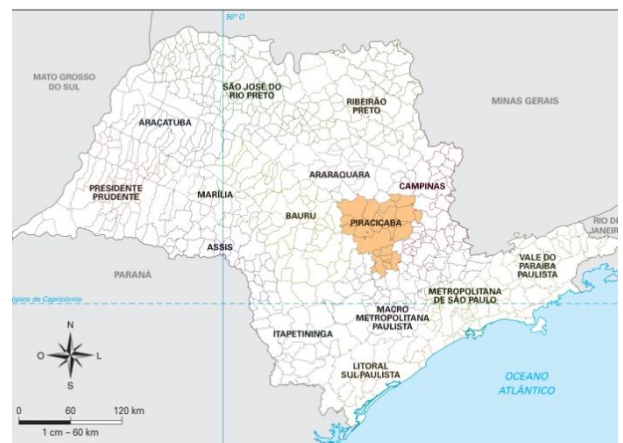 50° O
MATO GROSSO
DO SUL
SÃO JOSÉ DO
RIO PRETO
RIBEIRÃO
PRETO
MINAS GERAIS
ARAÇATUBA
ARARAQUARA
CAMPINAS
PRESIDENTE
PRUDENTE
MARÍLIA
BAURU
PIRACICABA
RIO DE
JANEIR
ASSIS
VALE DO
PARAÍBA
PAULISTA
PARANÁ
METROPOLITANA
DE SÃO PAULO
ópico de Capricórnio
MACRO
METROPOLITANA
PAULISTA
ITAPETININGA
N
O
L
S
LITORAL
SUL-PAULISTA
OCEANO
ATLÂNTICO
0 60 120 km
1 cm – 60 km